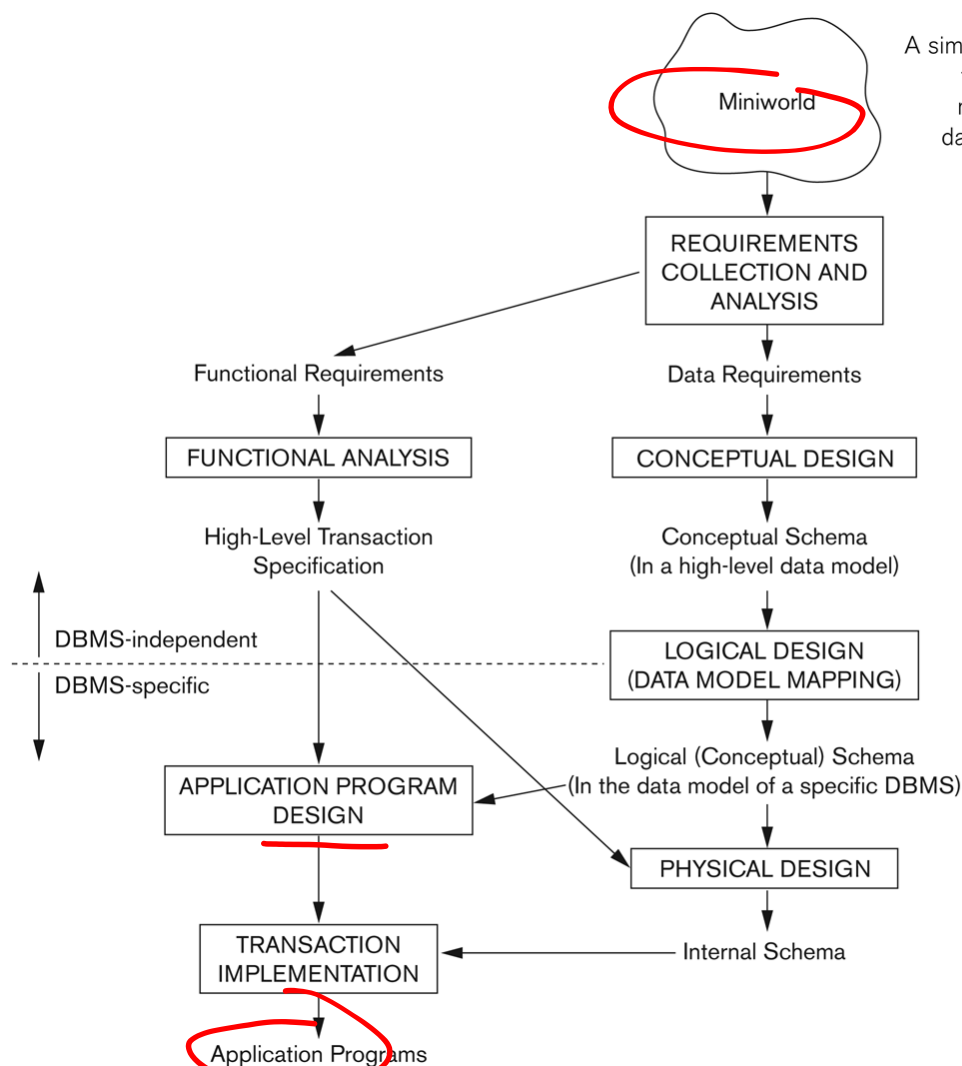 A sim
Miniworld
da
REQUIREMENTS
COLLECTION AND
ANALYSIS
Functional Requirements
Data Requirements
FUNCTIONAL ANALYSIS
CONCEPTUAL DESIGN
High-Level Transaction
Specification
Conceptual Schema
(In a high-level data model)
DBMS-independent
DBMS-specific
LOGICAL DESIGN
(DATA MODEL MAPPING)
Logical (Conceptual) Schema
(In the data model of a specific DBMS)
APPLICATION PROGRAM
DESIGN
PHYSICAL DESIGN
TRANSACTION
IMPLEMENTATION
Internal Schema
Application Programs